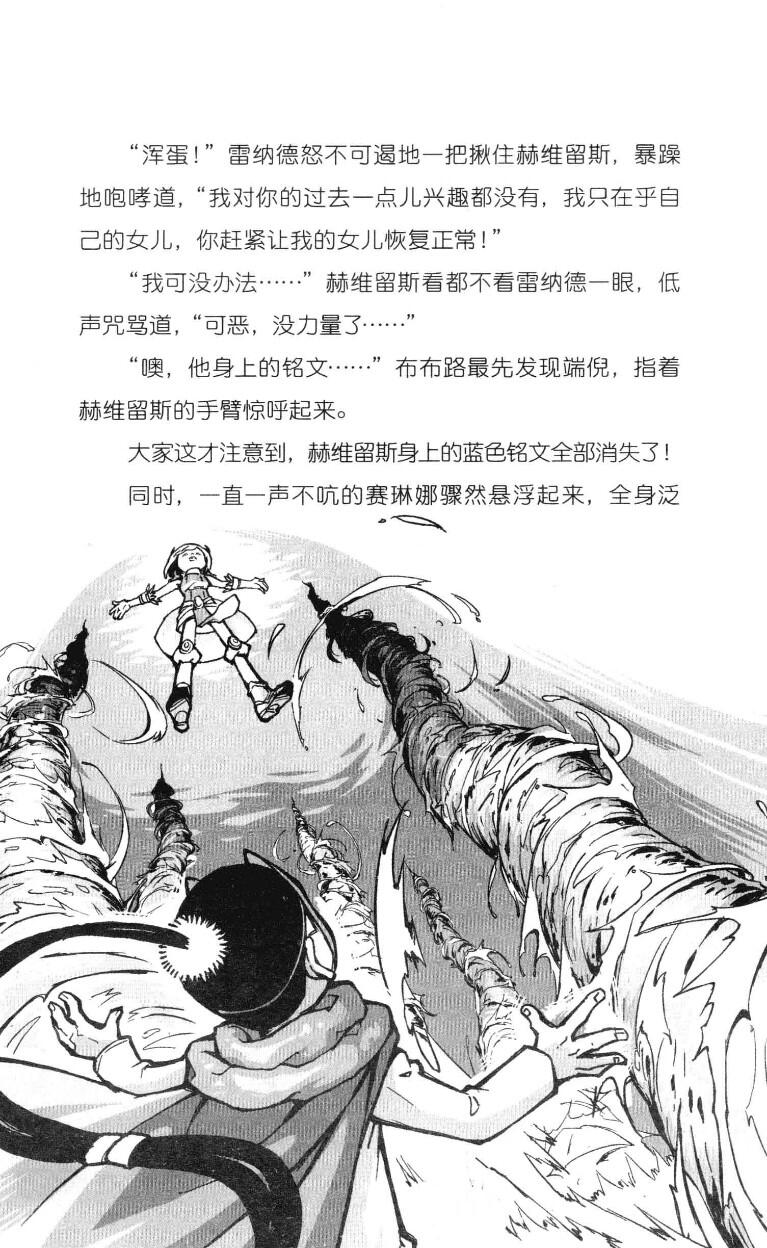 “浑蛋！”雷纳德怒不可遏地一把揪住赫维留斯，暴躁
地咆哮道，“我对你的过去一点儿兴趣都没有，我只在乎自
己的女儿，你赶紧让我的女儿恢复正常！”
“我可没办法……”赫维留斯看都不看雷纳德一眼，低
声咒骂道，“可恶，没力量了……”
“噢，他身上的铭文……”布布路最先发现端倪，指着
赫维留斯的手臂惊呼起来。
大家这才注意到，赫维留斯身上的蓝色铭文全部消失了！
同时，一直一声不吭的赛琳娜骤然悬浮起来，全身泛